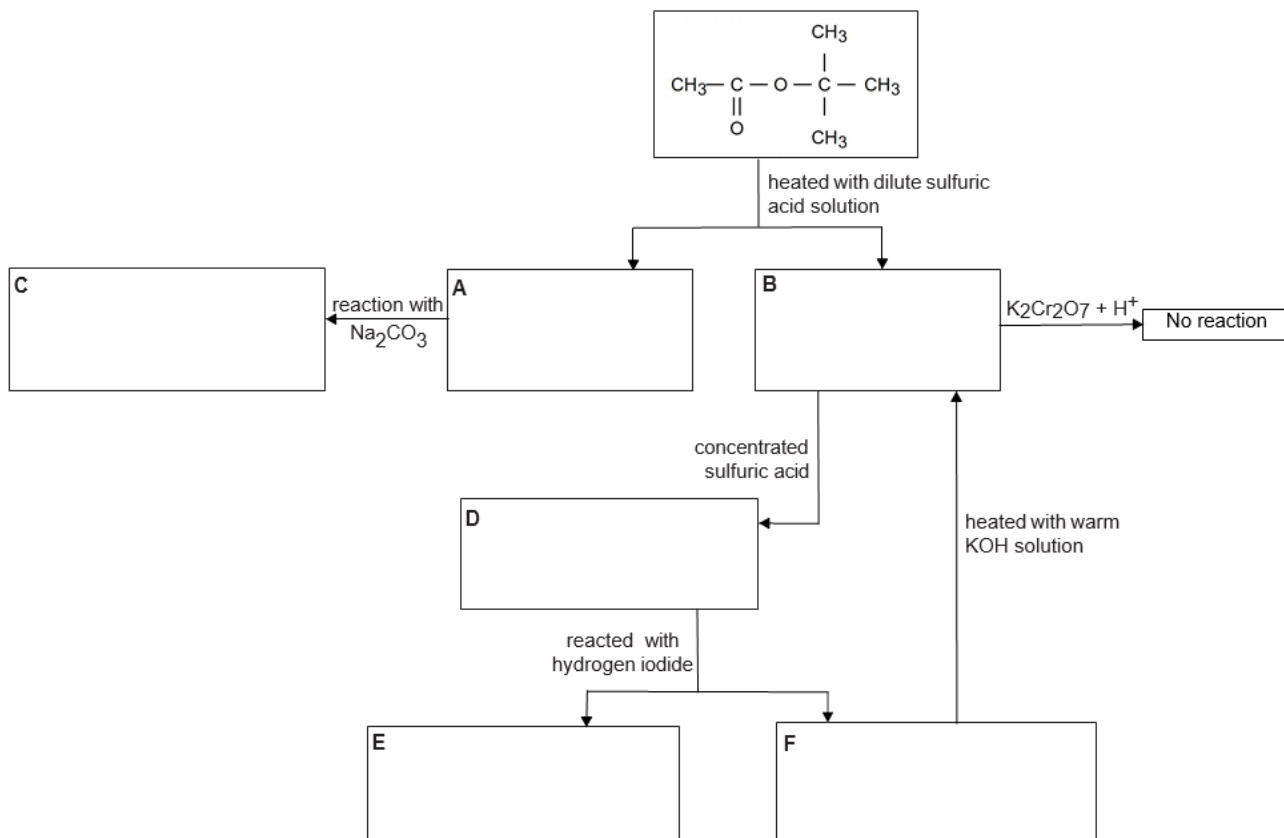 CH₃
CH₃— C — O — C — CH₃
O
CH₃
heated with dilute sulfuric
acid solution
C
reaction with
Na₂CO₃
A
B
K₂Cr₂O₇ + H⁺
No reaction
concentrated
sulfuric acid
D
heated with warm
KOH solution
reacted with
hydrogen iodide
E
F